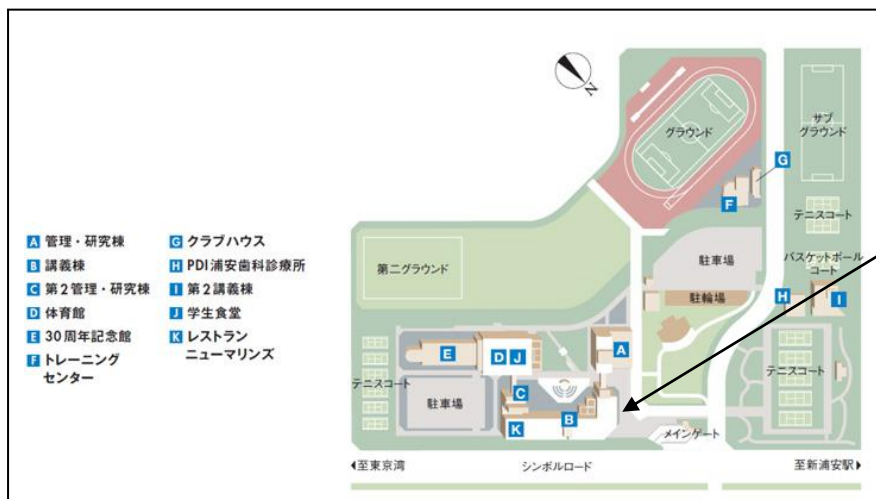 A 管理・研究棟
B 講義棟
C 第2管理・研究棟
D 体育館
E 30周年記念館
F トレーニング
センター
G クラブハウス
H PDI浦安歯科診療所
I 第2講義棟
J 学生食堂
K レストラン
ニューマリンズ
N
グラウンド
サブ
グラウンド
G
F
テニスコート
第二グラウンド
駐車場
バスケットボール
コート
駐輪場
H
I
E
D J
A
テニスコート
テニスコート
C
駐車場
B
K
メインゲート
至東京湾
シンボルロード
至新浦安駅